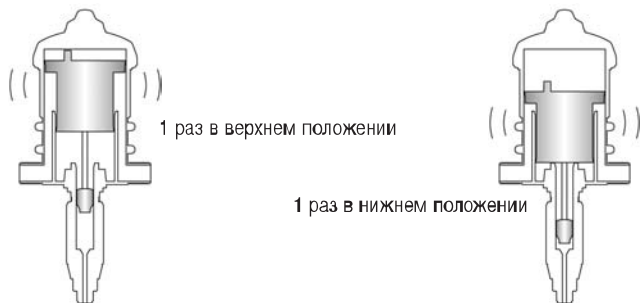 1 раз в верхнем положении
1 раз в нижнем положении